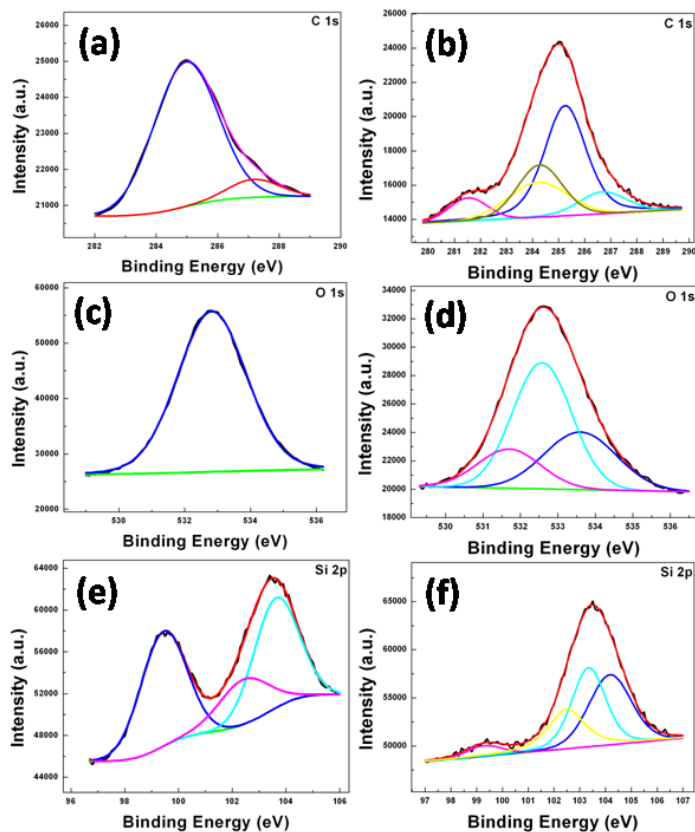 (a)
C 1s
26000
25000
24000
23000
22000
21000
282 284 286 288 290
Intensity (a.u.)
Binding Energy (eV)
(b)
C 1s
26000
24000
22000
20000
18000
16000
14000
280 281 282 283 284 285 286 287 288 289 290
Intensity (a.u.)
Binding Energy (eV)
(c)
O 1s
60000
50000
40000
30000
20000
530 532 534 536
Intensity (a.u.)
Binding Energy (eV)
(d)
O 1s
34000
32000
30000
28000
26000
24000
22000
20000
530 531 532 533 534 535 536
Intensity (a.u.)
Binding Energy (eV)
(e)
Si 2p
64000
60000
56000
52000
48000
44000
96 98 100 102 104 106
Intensity (a.u.)
Binding Energy (eV)
(f)
Si 2p
65000
60000
55000
50000
97 98 99 100 101 102 103 104 105 106 107
Intensity (a.u.)
Binding Energy (eV)